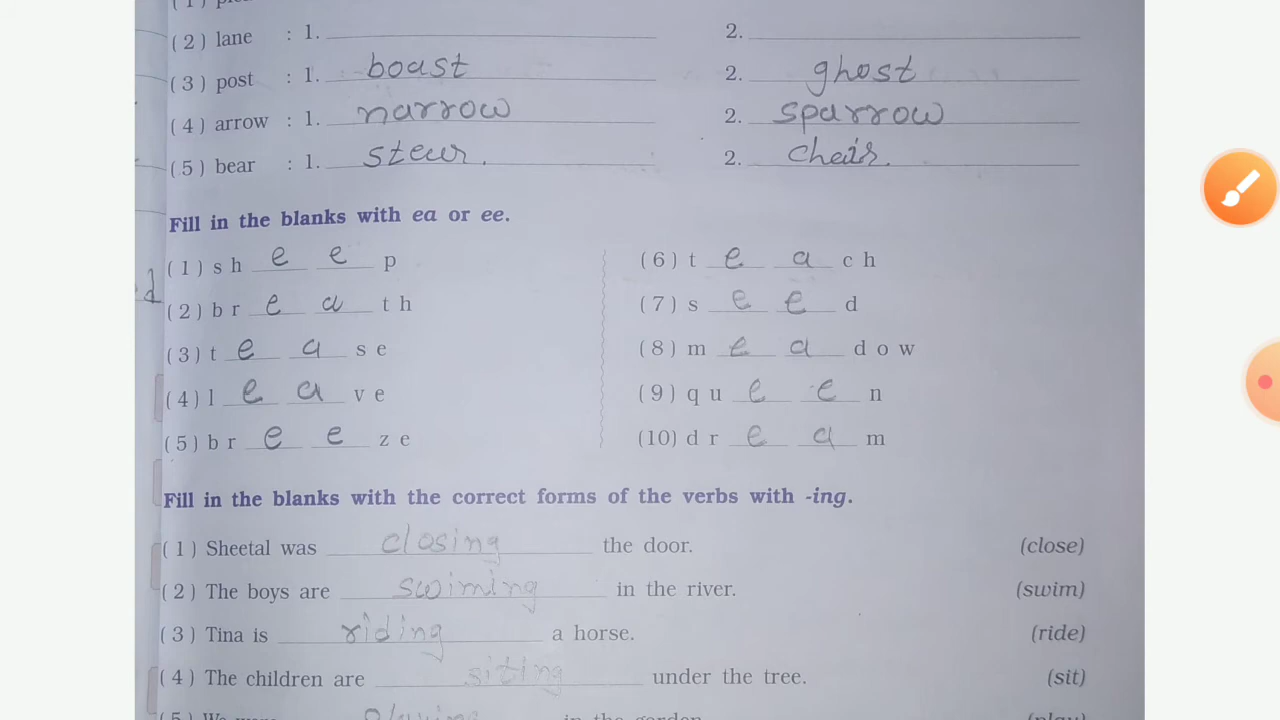 (2) lane : 1. 2.
(3) post : 1. boast 2. ghost
(4) arrow : 1. narrow 2. sparrow
(5) bear : 1. 2. chair.
Fill in the blanks with ea or ee.
(1) s h e e p (6) t e a c h
(2) b r e a t h (7) s e e d
(3) t e a s e (8) m e a d o w
(4) l e a v e (9) q u e e n
(5) b r e e z e (10) d r e a m
Fill in the blanks with the correct forms of the verbs with -ing.
(1) Sheetal was closing the door. (close)
(2) The boys are swiming in the river. (swim)
(3) Tina is riding a horse. (ride)
(4) The children are siting under the tree. (sit)